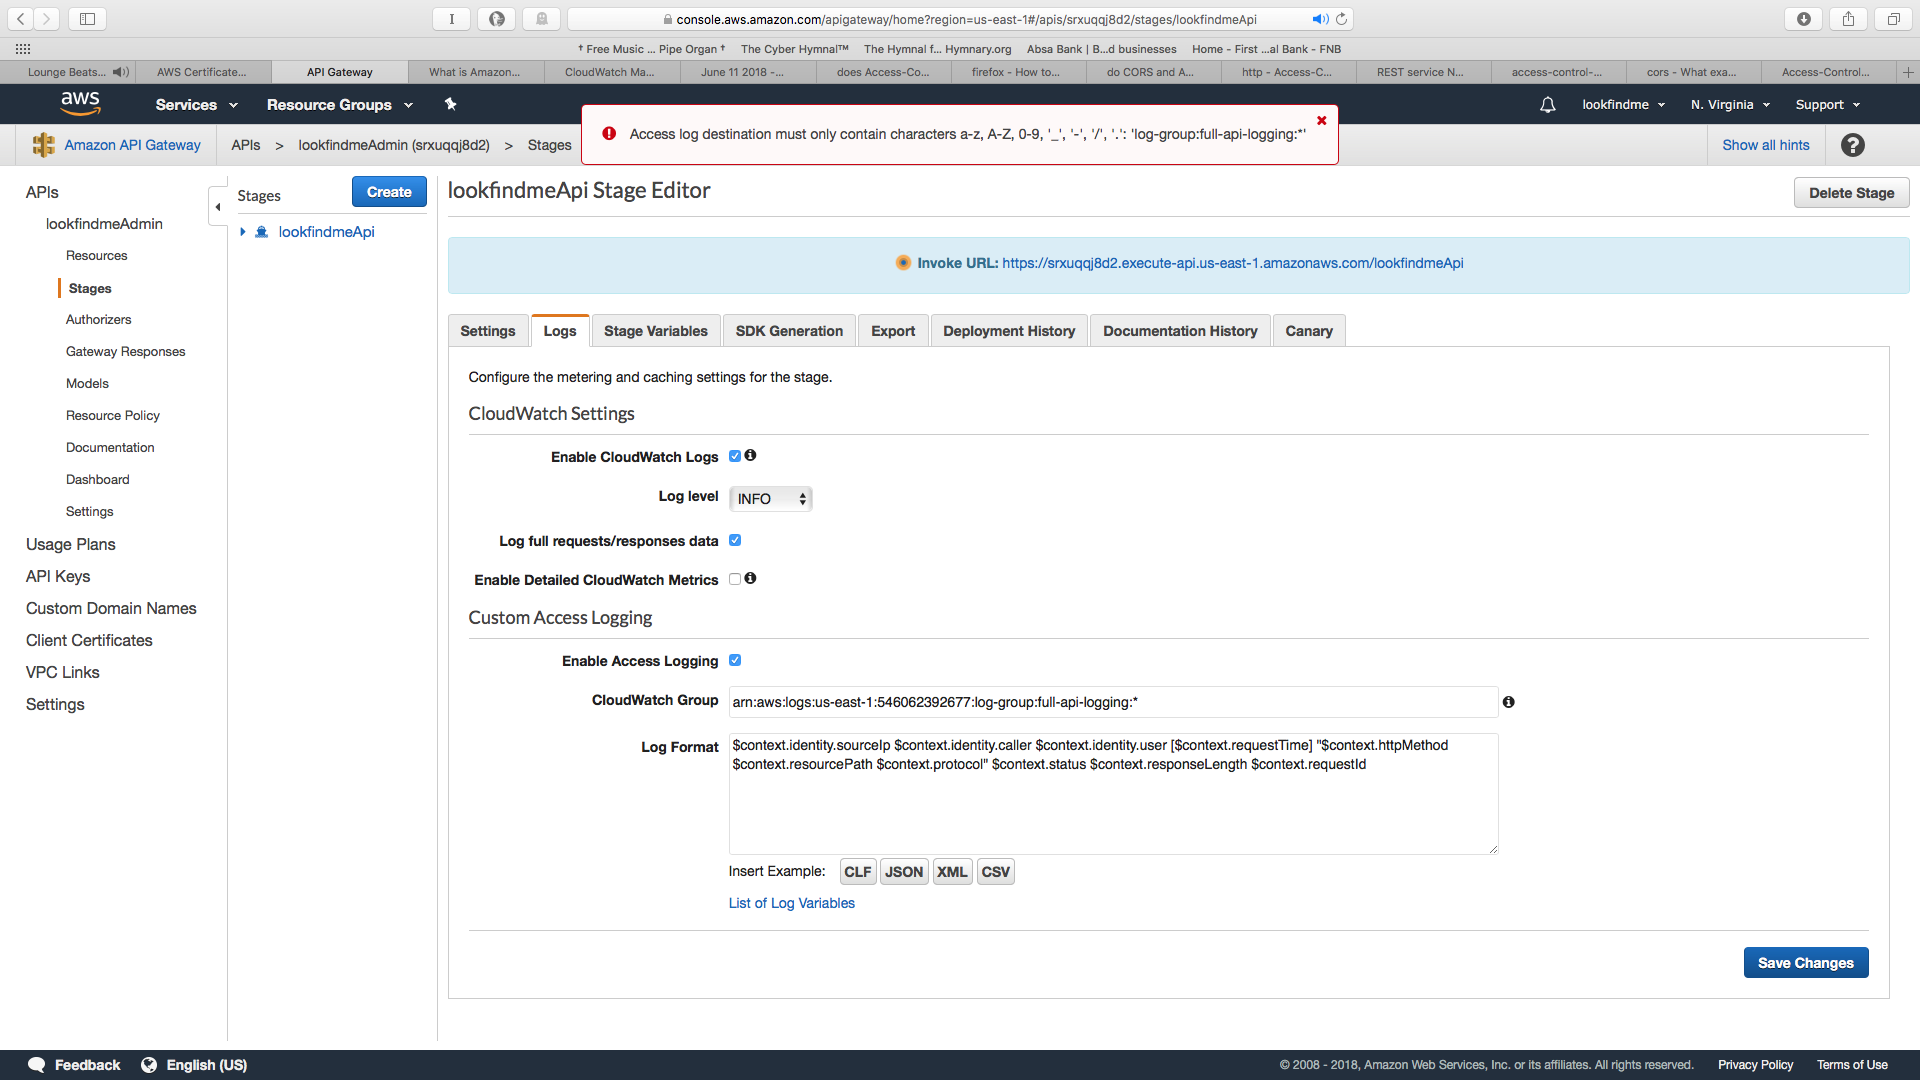 console.aws.amazon.com/apigateway/home?region=us-east-1#/apis/srxuqqj8d2/stages/lookfindmeApi
† Free Music ... Pipe Organ † The Cyber Hymnal™ The Hymnal f... Hymnary.org Absa Bank | B...d businesses Home - First ...al Bank - FNB
Lounge Beats... AWS Certificate... API Gateway What is Amazon... CloudWatch Ma... June 11 2018 -... does Access-Co... firefox - How to... do CORS and A... http - Access-C... REST service N... access-control-... cors - What exa... Access-Control...
aws Services Resource Groups lookfindme N. Virginia Support
Access log destination must only contain characters a-z, A-Z, 0-9, '_', '-', '/', '.': 'log-group:full-api-logging:*'
Amazon API Gateway APIs > lookfindmeAdmin (srxuqqj8d2) > Stages Show all hints
APIs
lookfindmeAdmin
Resources
Stages
Authorizers
Gateway Responses
Models
Resource Policy
Documentation
Dashboard
Settings
Usage Plans
API Keys
Custom Domain Names
Client Certificates
VPC Links
Settings
Stages Create
lookfindmeApi
lookfindmeApi Stage Editor Delete Stage
Invoke URL: https://srxuqqj8d2.execute-api.us-east-1.amazonaws.com/lookfindmeApi
Settings Logs Stage Variables SDK Generation Export Deployment History Documentation History Canary
Configure the metering and caching settings for the stage.
CloudWatch Settings
Enable CloudWatch Logs
Log level INFO
Log full requests/responses data
Enable Detailed CloudWatch Metrics
Custom Access Logging
Enable Access Logging
CloudWatch Group arn:aws:logs:us-east-1:546062392677:log-group:full-api-logging:*
Log Format $context.identity.sourceIp $context.identity.caller $context.identity.user [$context.requestTime] "$context.httpMethod
$context.resourcePath $context.protocol" $context.status $context.responseLength $context.requestId
Insert Example: CLF JSON XML CSV
List of Log Variables
Save Changes
Feedback English (US) © 2008 - 2018, Amazon Web Services, Inc. or its affiliates. All rights reserved. Privacy Policy Terms of Use